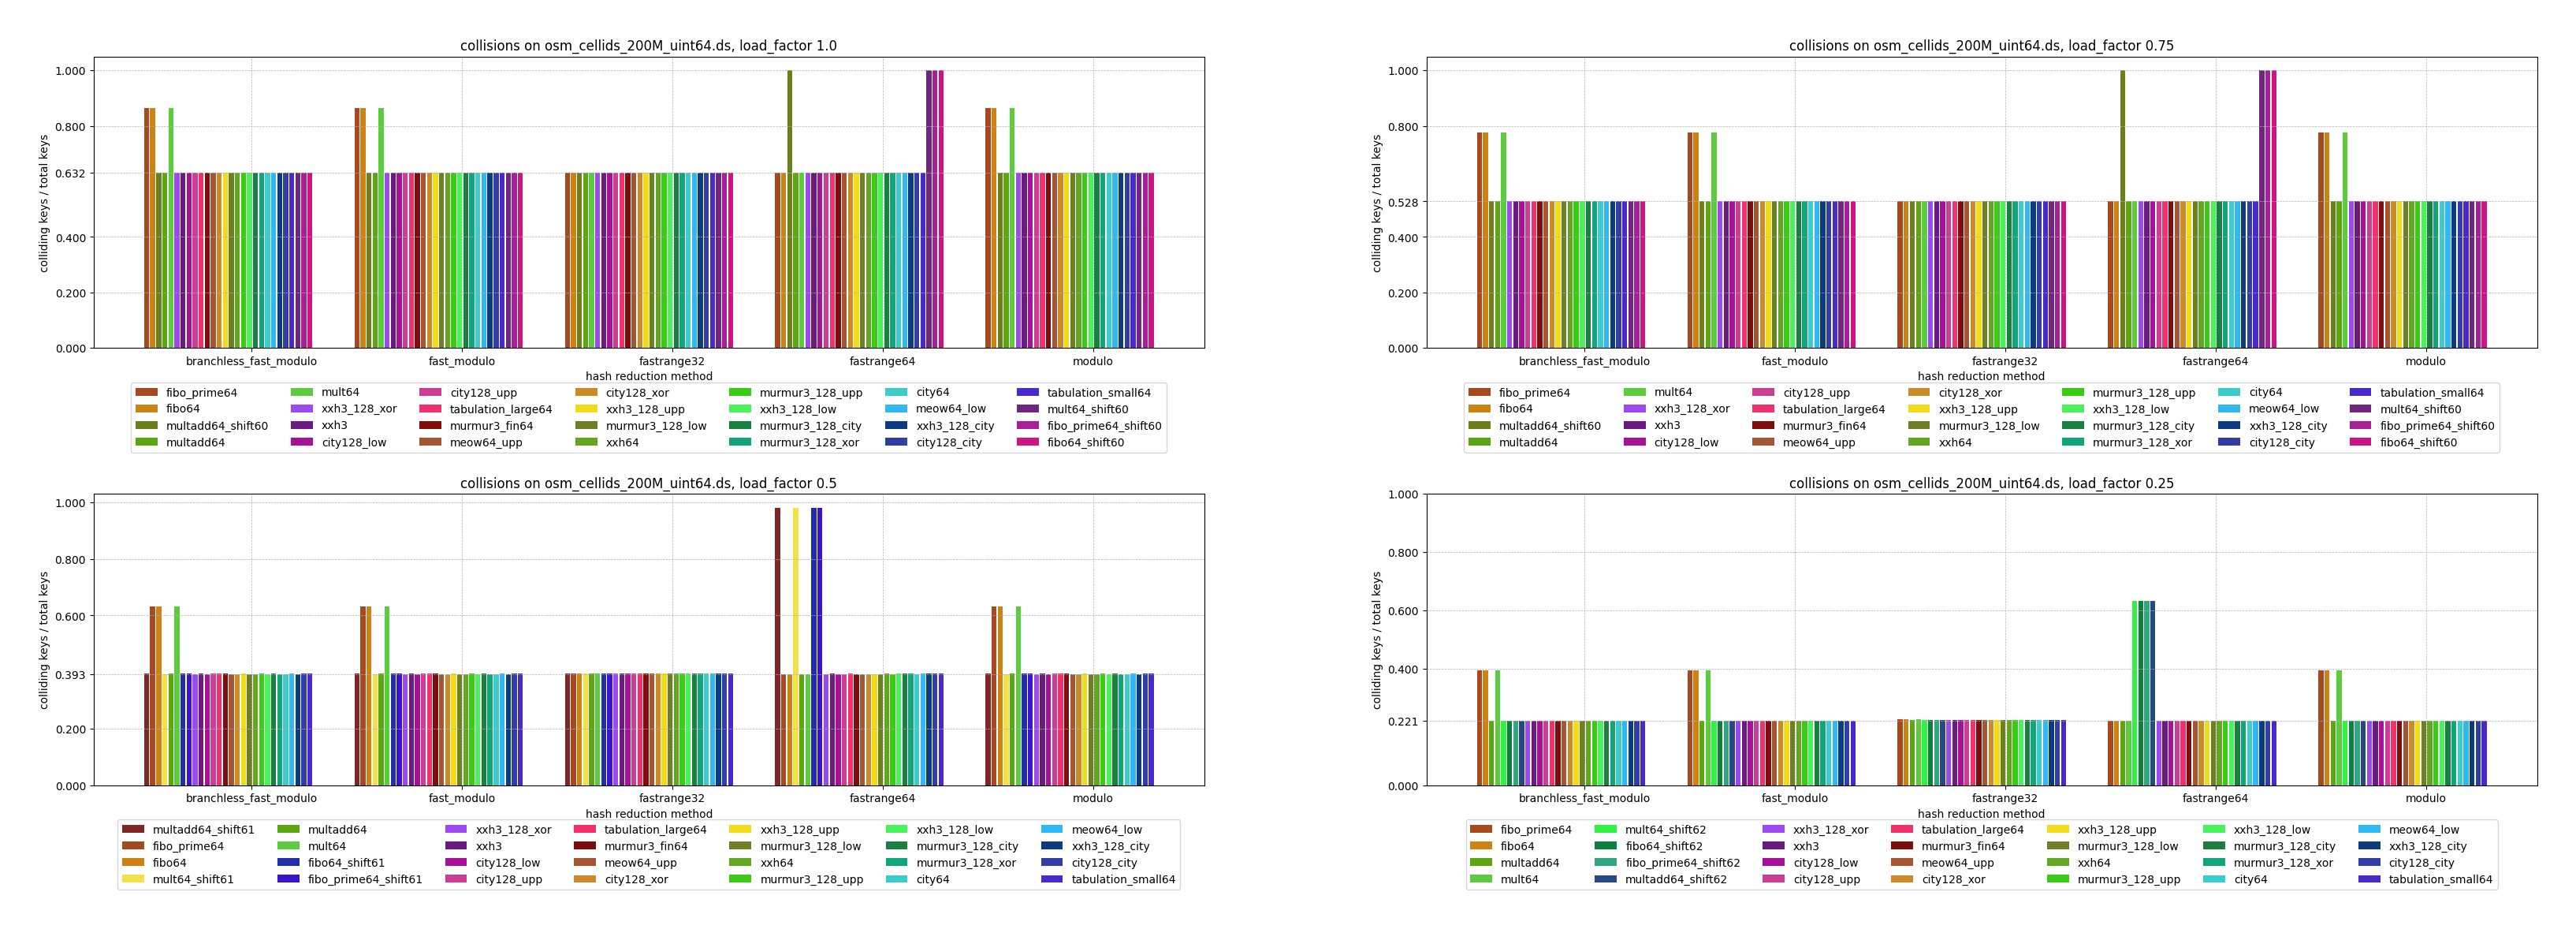 collisions on osm_cellids_200M_uint64.ds, load_factor 1.0
colliding keys / total keys
1.000
0.800
0.632
0.400
0.200
0.000
branchless_fast_modulo fast_modulo fastrange32 fastrange64 modulo
hash reduction method
fibo_prime64 mult64 city128_upp city128_xor murmur3_128_upp city64 tabulation_small64
fibo64 xxh3_128_xor tabulation_large64 xxh3_128_upp xxh3_128_low meow64_low mult64_shift60
multadd64_shift60 xxh3 murmur3_fin64 murmur3_128_low murmur3_128_city xxh3_128_city fibo_prime64_shift60
multadd64 city128_low meow64_upp xxh64 murmur3_128_xor city128_city fibo64_shift60
collisions on osm_cellids_200M_uint64.ds, load_factor 0.75
colliding keys / total keys
1.000
0.800
0.528
0.400
0.200
0.000
branchless_fast_modulo fast_modulo fastrange32 fastrange64 modulo
hash reduction method
fibo_prime64 mult64 city128_upp city128_xor murmur3_128_upp city64 tabulation_small64
fibo64 xxh3_128_xor tabulation_large64 xxh3_128_upp xxh3_128_low meow64_low mult64_shift60
multadd64_shift60 xxh3 murmur3_fin64 murmur3_128_low murmur3_128_city xxh3_128_city fibo_prime64_shift60
multadd64 city128_low meow64_upp xxh64 murmur3_128_xor city128_city fibo64_shift60
collisions on osm_cellids_200M_uint64.ds, load_factor 0.5
colliding keys / total keys
1.000
0.800
0.600
0.393
0.200
0.000
branchless_fast_modulo fast_modulo fastrange32 fastrange64 modulo
hash reduction method
multadd64_shift61 multadd64 xxh3_128_xor tabulation_large64 xxh3_128_upp xxh3_128_low meow64_low
fibo_prime64 mult64 xxh3 murmur3_fin64 murmur3_128_low murmur3_128_city xxh3_128_city
fibo64 fibo64_shift61 city128_low meow64_upp xxh64 murmur3_128_xor city128_city
mult64_shift61 fibo_prime64_shift61 city128_upp city128_xor murmur3_128_upp city64 tabulation_small64
collisions on osm_cellids_200M_uint64.ds, load_factor 0.25
colliding keys / total keys
1.000
0.800
0.600
0.400
0.221
0.000
branchless_fast_modulo fast_modulo fastrange32 fastrange64 modulo
hash reduction method
fibo_prime64 mult64_shift62 xxh3_128_xor tabulation_large64 xxh3_128_upp xxh3_128_low meow64_low
fibo64 fibo64_shift62 xxh3 murmur3_fin64 murmur3_128_low murmur3_128_city xxh3_128_city
multadd64 fibo_prime64_shift62 city128_low meow64_upp xxh64 murmur3_128_xor city128_city
mult64 multadd64_shift62 city128_upp city128_xor murmur3_128_upp city64 tabulation_small64